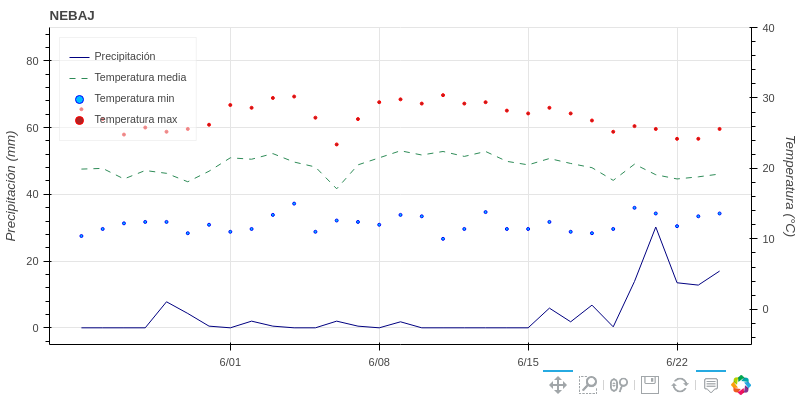 NEBAJ
Precipitación
Temperatura media
Temperatura min
Temperatura max
Precipitación (mm)
80
60
40
20
0
40
30
20
10
0
Temperatura (°C)
6/01
6/08
6/15
6/22